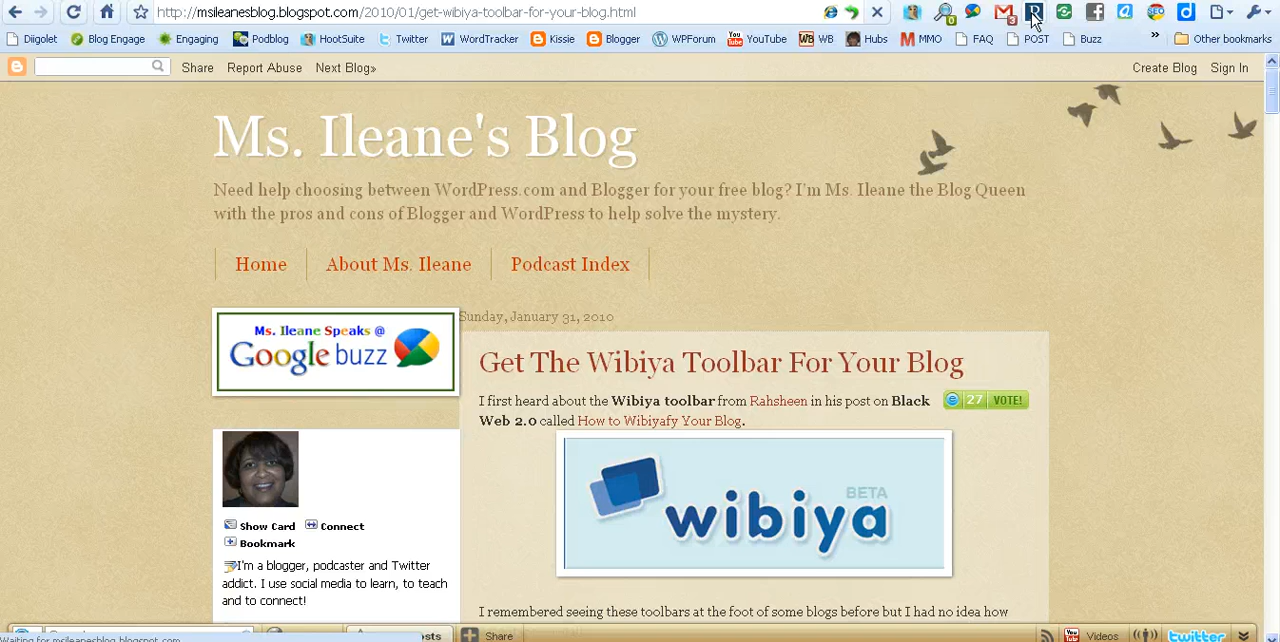 http://msileanesblog.blogspot.com/2010/01/get-wibiya-toolbar-for-your-blog.html
Diigolet Blog Engage Engaging Podblog HootSuite Twitter WordTracker Kissie Blogger WPForum YouTube WB Hubs MMO FAQ POST Buzz » Other bookmarks
Share Report Abuse Next Blog» Create Blog Sign In
Ms. Ileane's Blog
Need help choosing between WordPress.com and Blogger for your free blog? I'm Ms. Ileane the Blog Queen
with the pros and cons of Blogger and WordPress to help solve the mystery.
Home About Ms. Ileane Podcast Index
Ms. Ileane Speaks @
Google buzz
Show Card Connect
Bookmark
I'm a blogger, podcaster and Twitter
addict. I use social media to learn, to teach
and to connect!
Sunday, January 31, 2010
Get The Wibiya Toolbar For Your Blog
I first heard about the Wibiya toolbar from Rahsheen in his post on Black
Web 2.0 called How to Wibiyafy Your Blog.
27 VOTE!
BETA
wibiya
I remembered seeing these toolbars at the foot of some blogs before but I had no idea how
Share Videos twitter